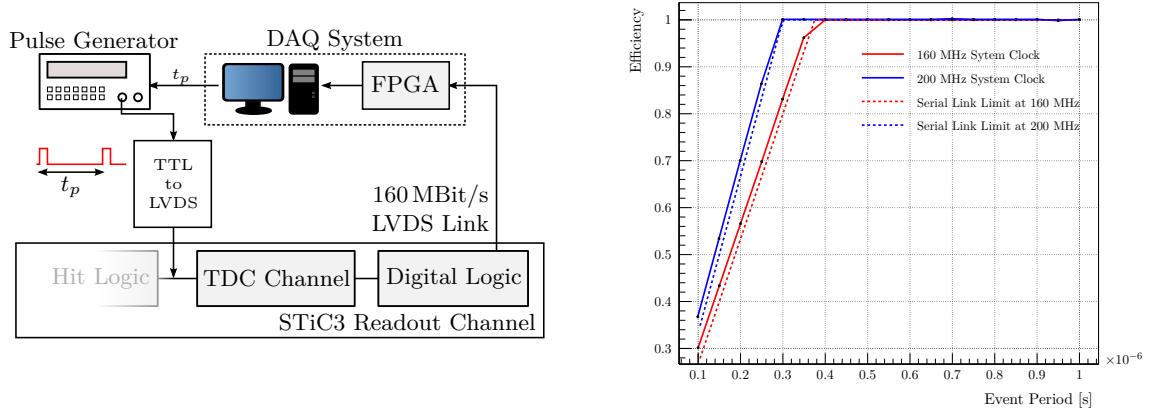 Pulse Generator
DAQ System
t_p
FPGA
TTL
to
LVDS
t_p
160 MBit/s
LVDS Link
Hit Logic
TDC Channel
Digital Logic
STiC3 Readout Channel
Efficiency
1
0.9
0.8
0.7
0.6
0.5
0.4
0.3
160 MHz Sytem Clock
200 MHz System Clock
Serial Link Limit at 160 MHz
Serial Link Limit at 200 MHz
0.1 0.2 0.3 0.4 0.5 0.6 0.7 0.8 0.9 1
×10⁻⁶
Event Period [s]